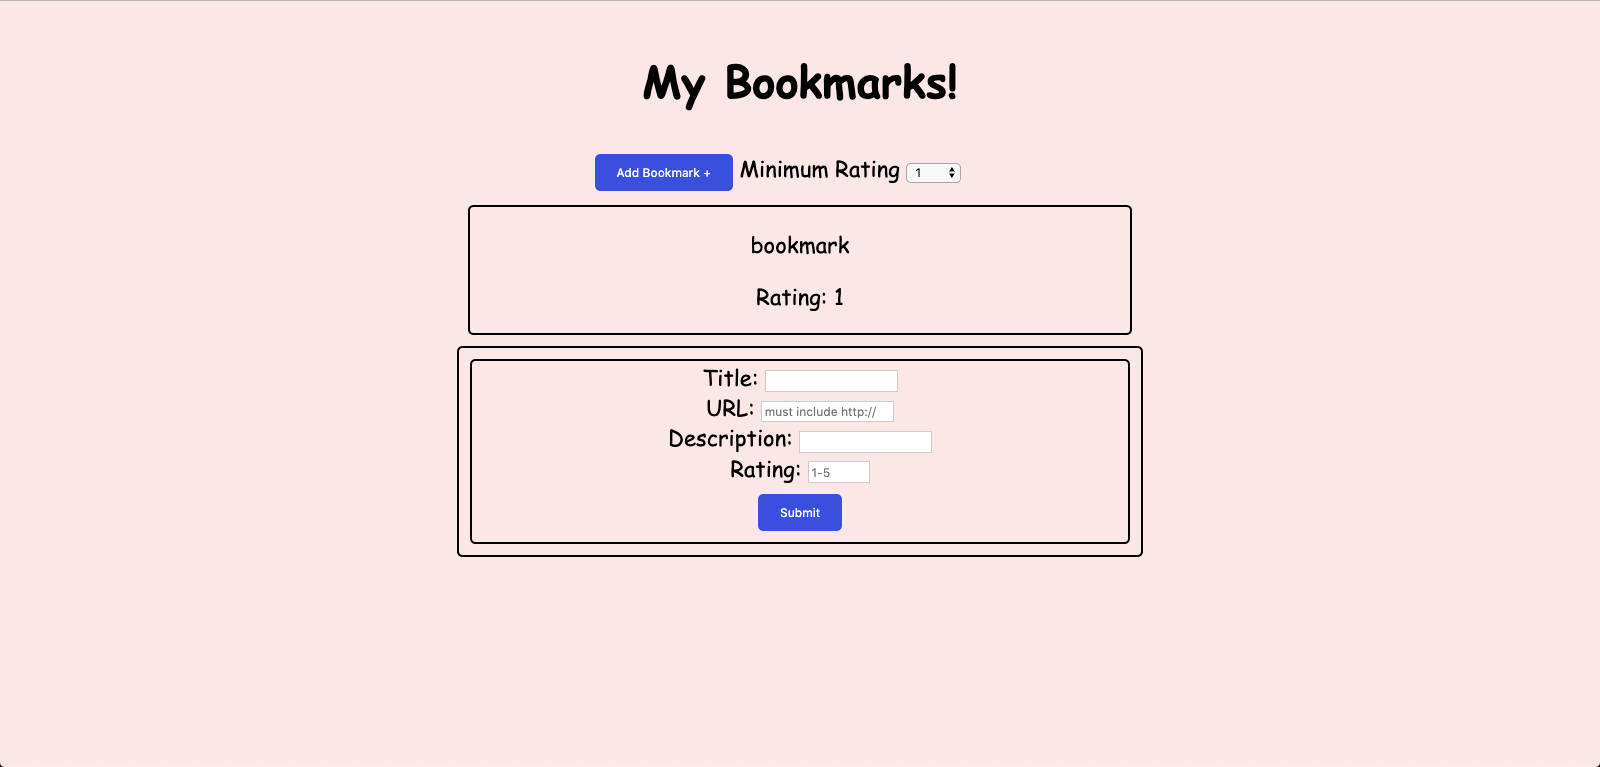 My Bookmarks!
Add Bookmark + Minimum Rating 1
bookmark
Rating: 1
Title:
URL: must include http://
Description:
Rating: 1-5
Submit